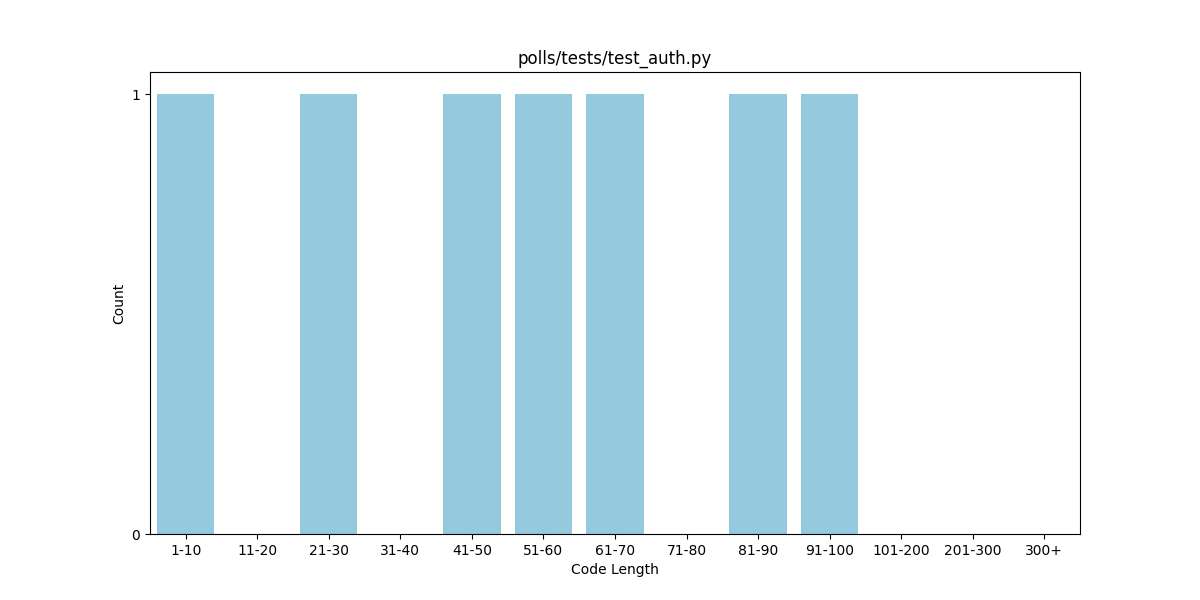 polls/tests/test_auth.py
1
0
Count
1-10 11-20 21-30 31-40 41-50 51-60 61-70 71-80 81-90 91-100 101-200 201-300 300+
Code Length